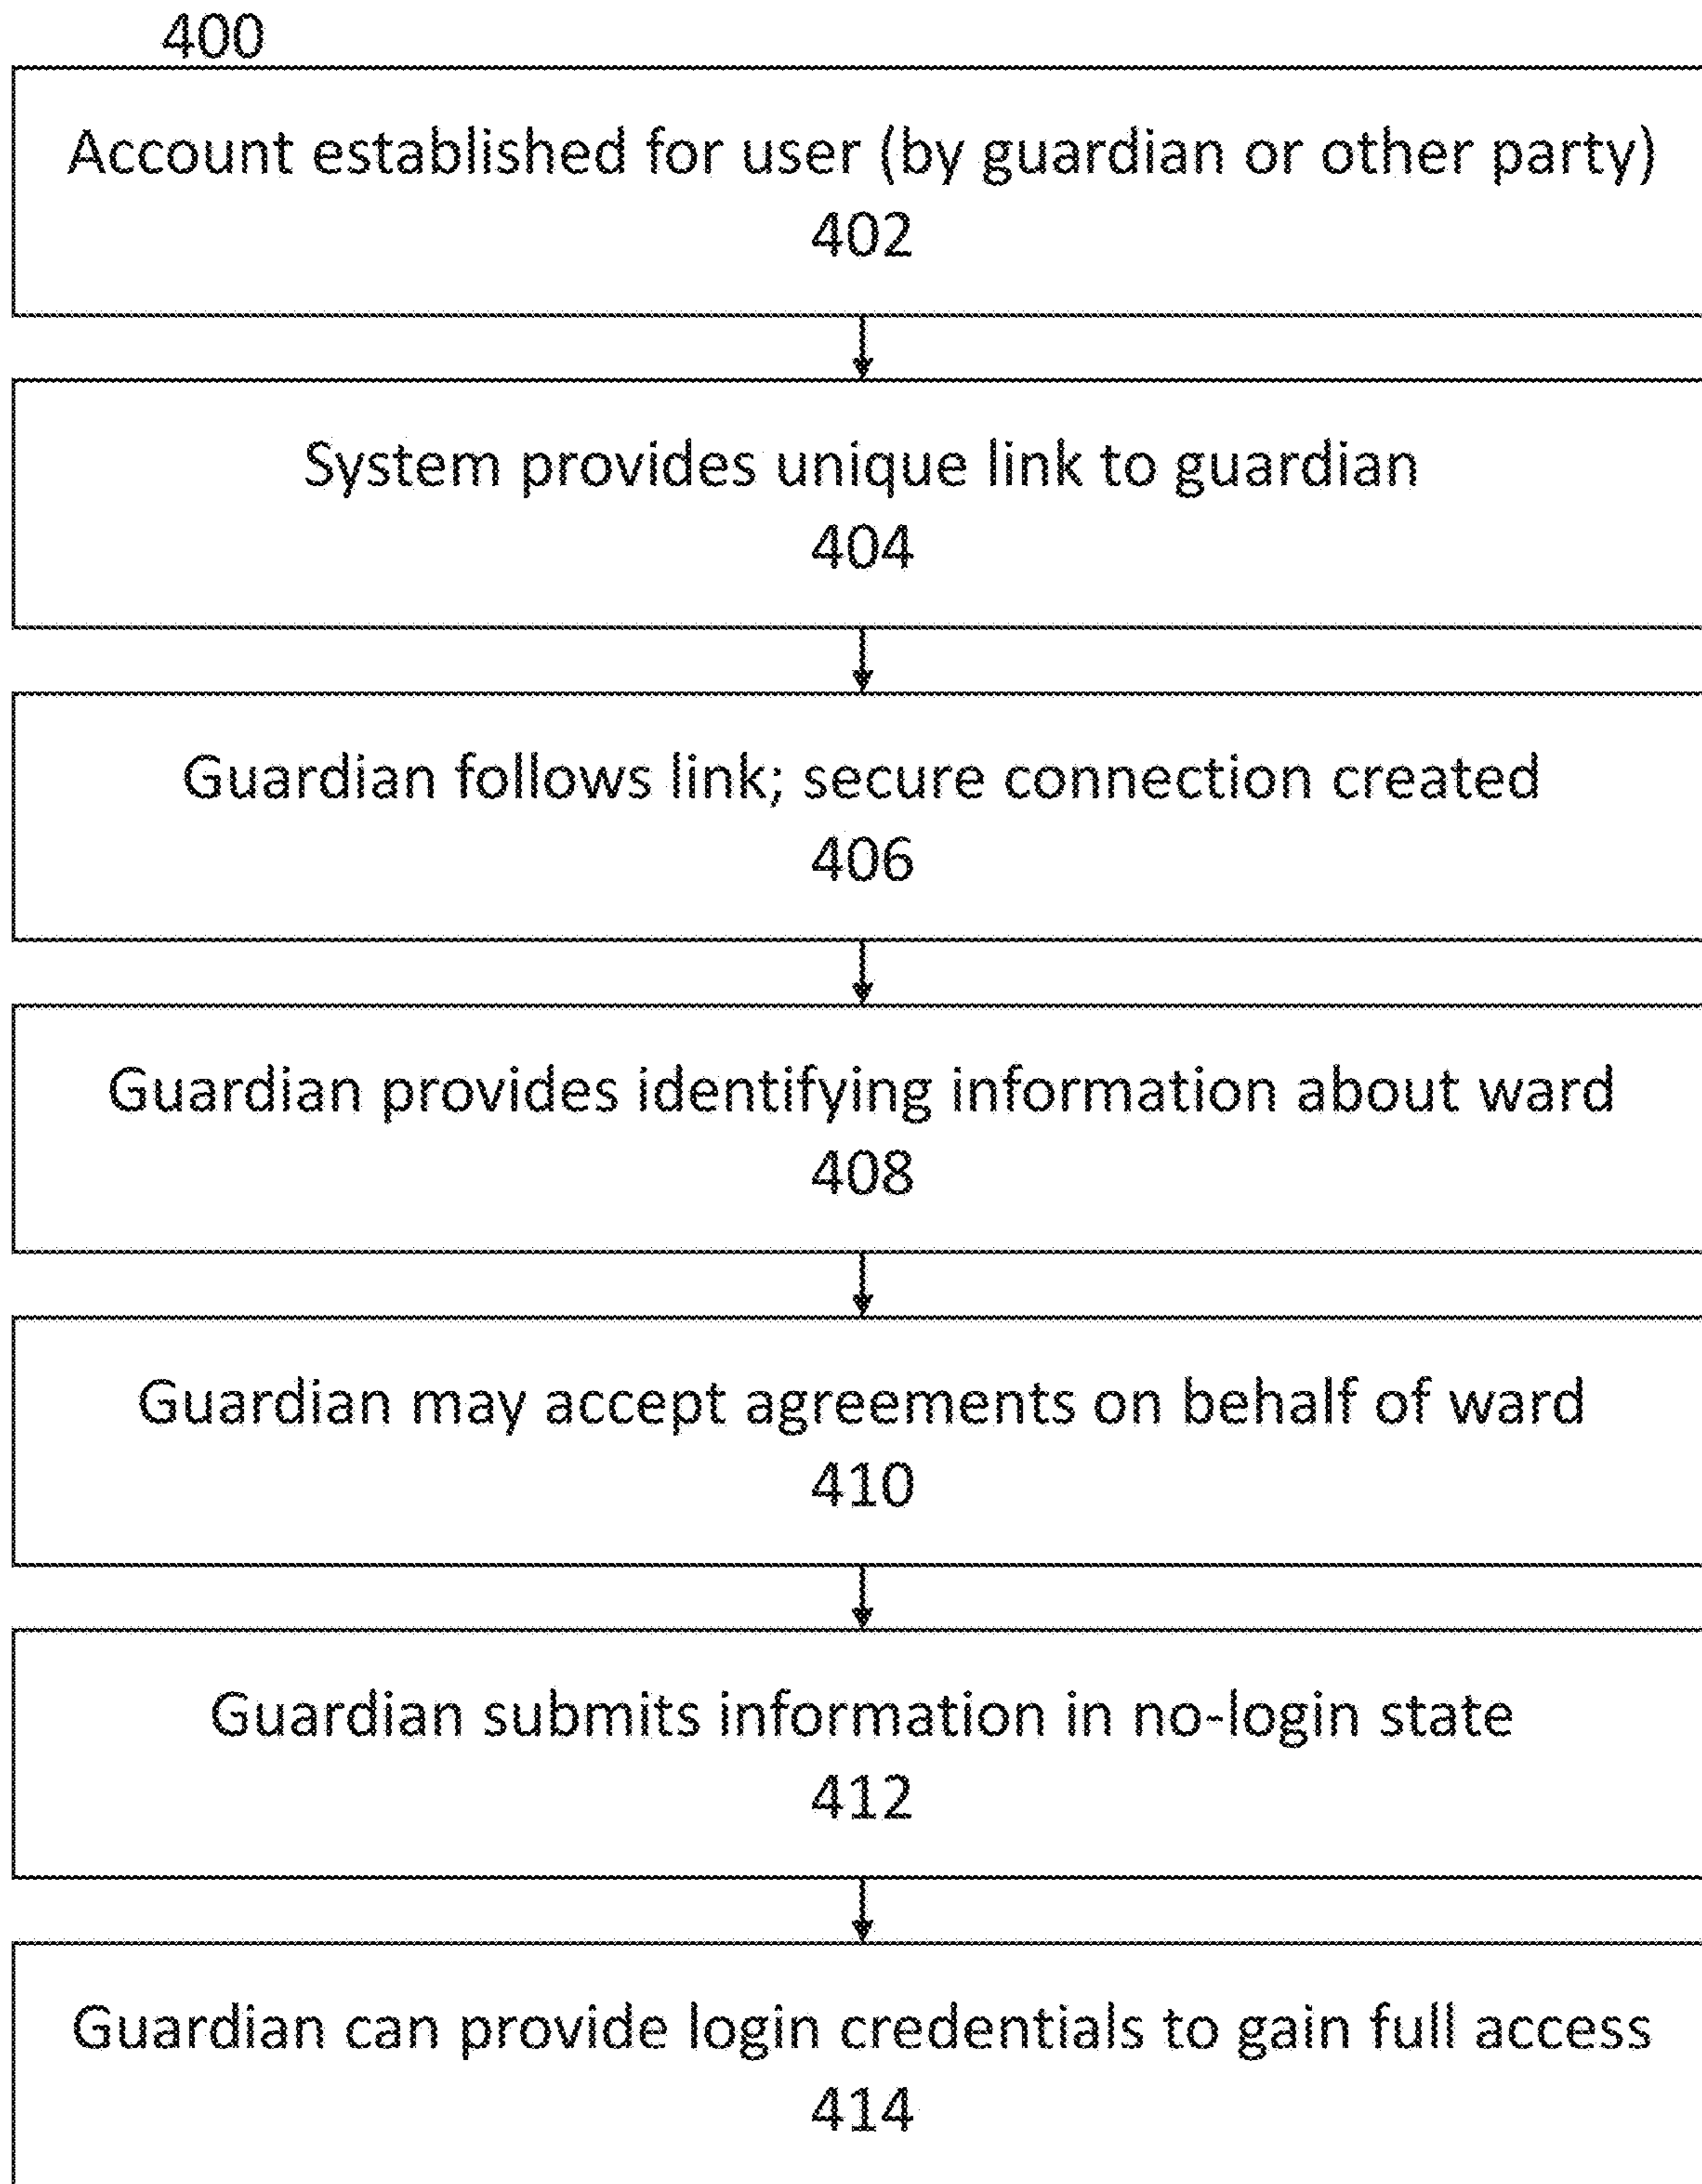 400
Account established for user (by guardian or other party)
402
System provides unique link to guardian
404
Guardian follows link; secure connection created
406
Guardian provides identifying information about ward
408
Guardian may accept agreements on behalf of ward
410
Guardian submits information in no-login state
412
Guardian can provide login credentials to gain full access
414